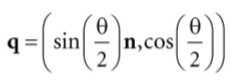 q = ( sin(θ/2) n, cos(θ/2) )